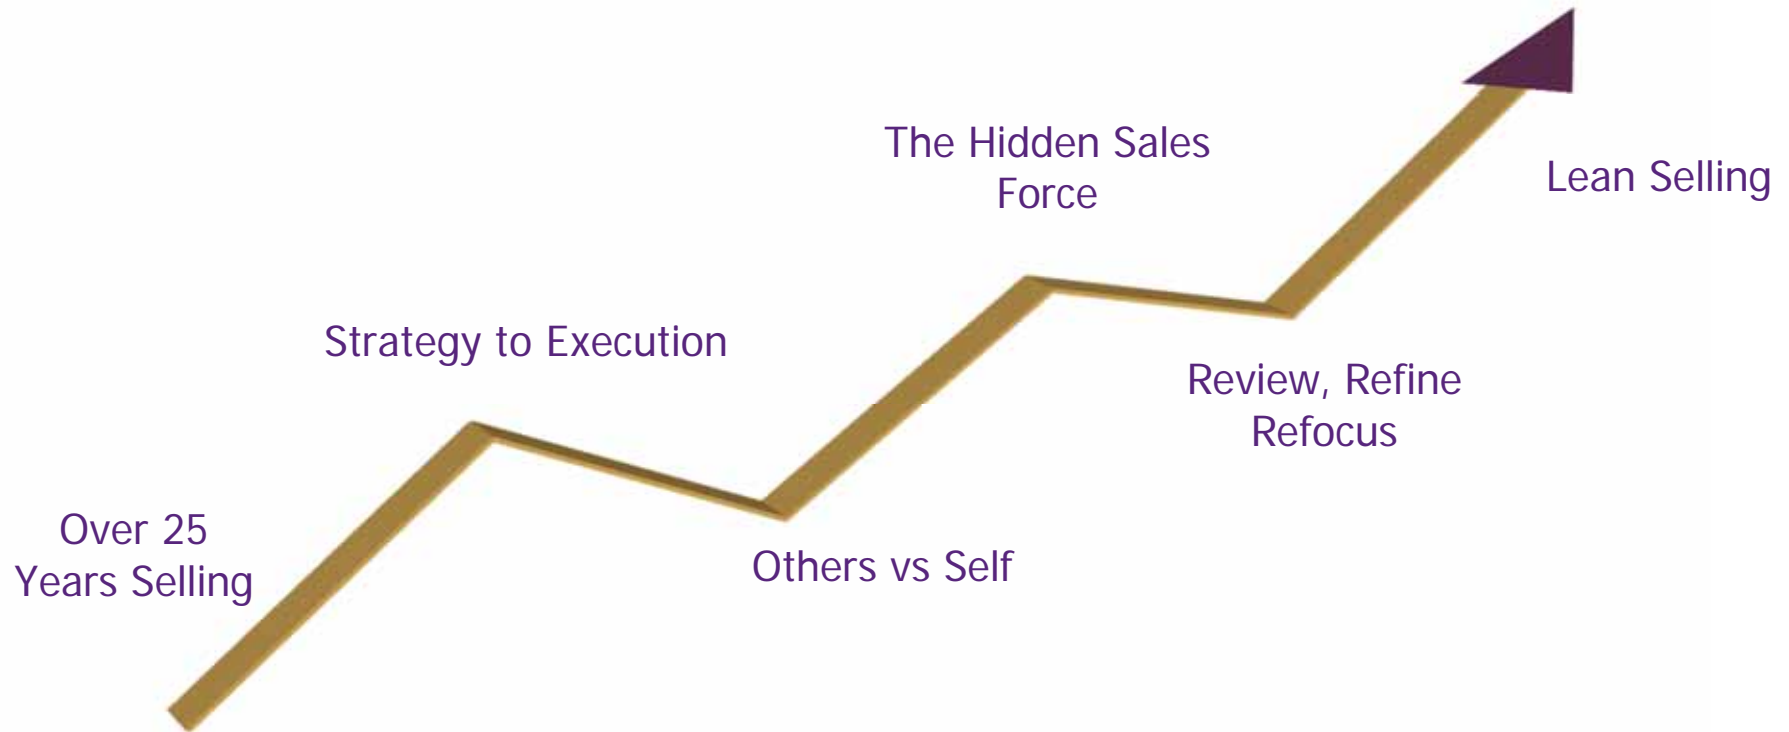 The Hidden Sales
Force
Lean Selling
Strategy to Execution
Review, Refine
Refocus
Over 25
Years Selling
Others vs Self